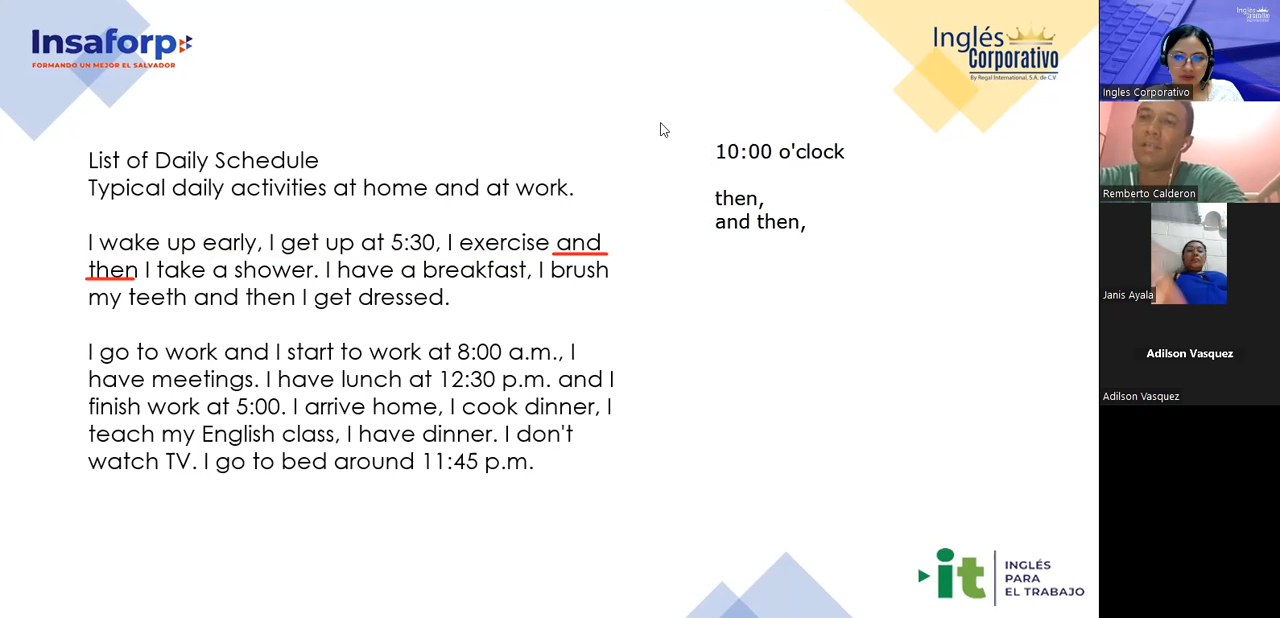 Insaforp
FORMANDO UN MEJOR EL SALVADOR
Inglés
Corporativo
By Regal International, S.A. de C.V
List of Daily Schedule
Typical daily activities at home and at work.
I wake up early, I get up at 5:30, I exercise and
then I take a shower. I have a breakfast, I brush
my teeth and then I get dressed.
I go to work and I start to work at 8:00 a.m., I
have meetings. I have lunch at 12:30 p.m. and I
finish work at 5:00. I arrive home, I cook dinner, I
teach my English class, I have dinner. I don't
watch TV. I go to bed around 11:45 p.m.
10:00 o'clock
then,
and then,
it
INGLÉS
PARA
EL TRABAJO
Inglés
Ingles Corporativo
Remberto Calderon
Janis Ayala
Adilson Vasquez
Adilson Vasquez